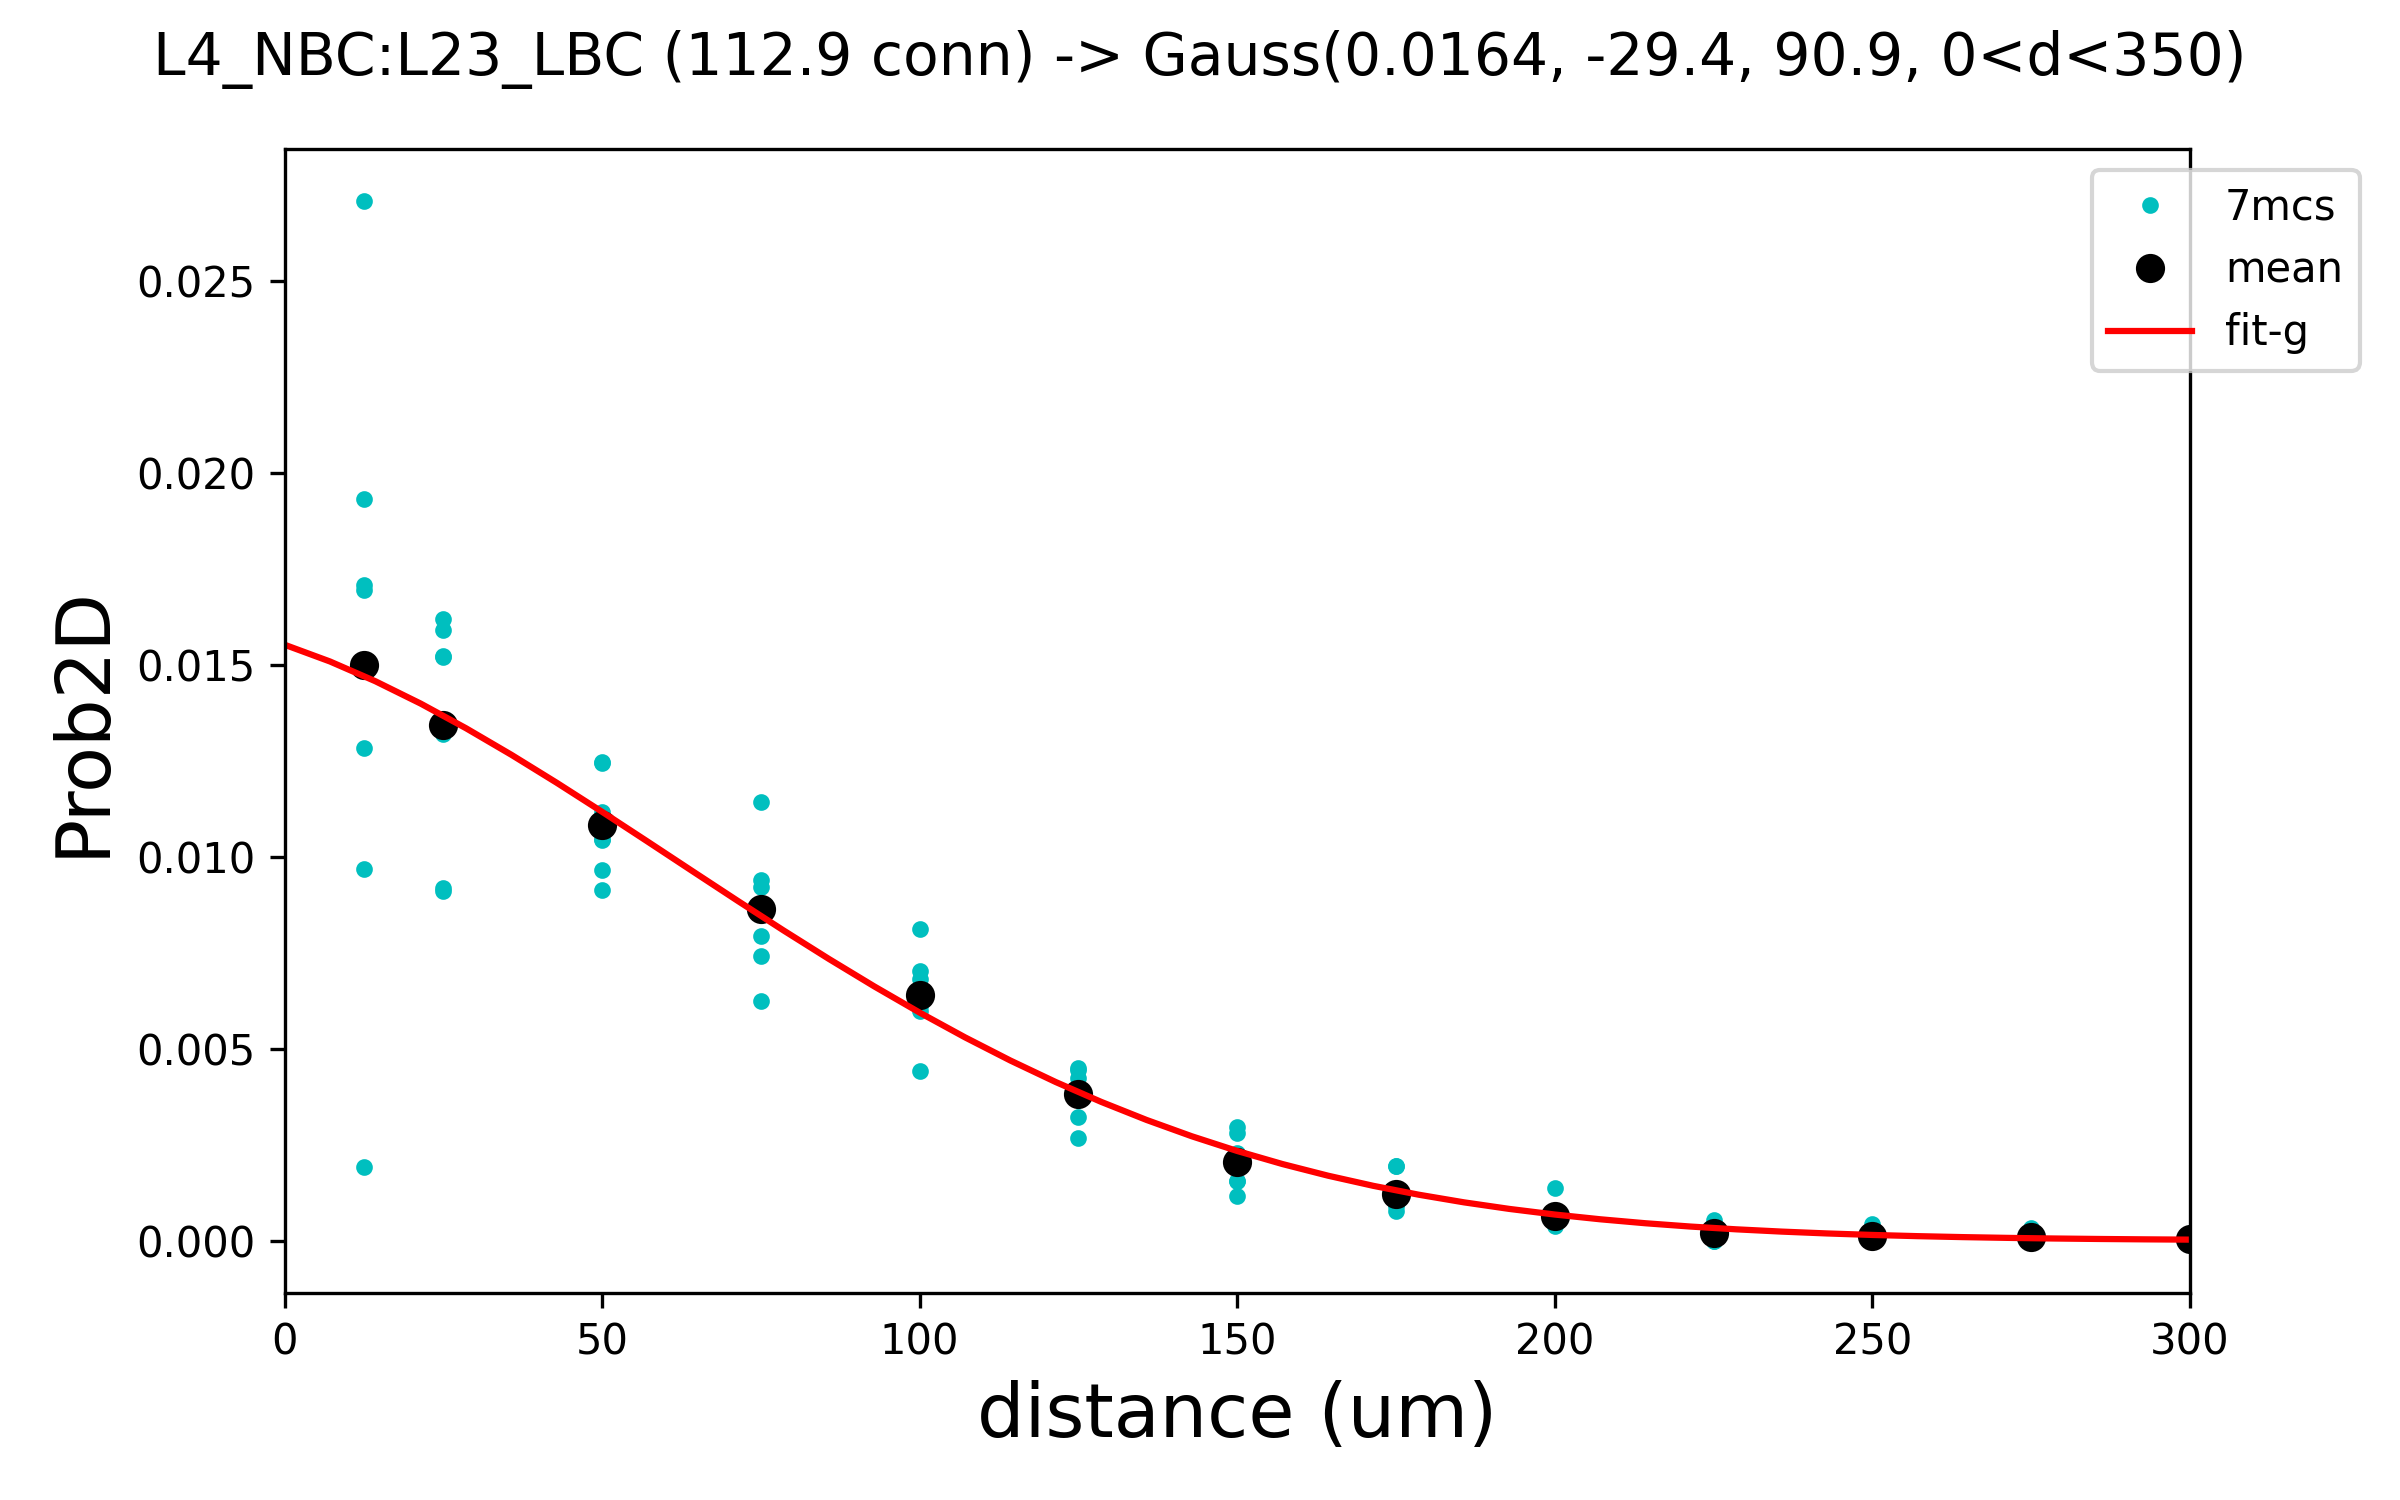 L4_NBC:L23_LBC (112.9 conn) -> Gauss(0.0164, -29.4, 90.9, 0<d<350)
7mcs
mean
fit-g
Prob2D
0.025
0.020
0.015
0.010
0.005
0.000
0 50 100 150 200 250 300
distance (um)